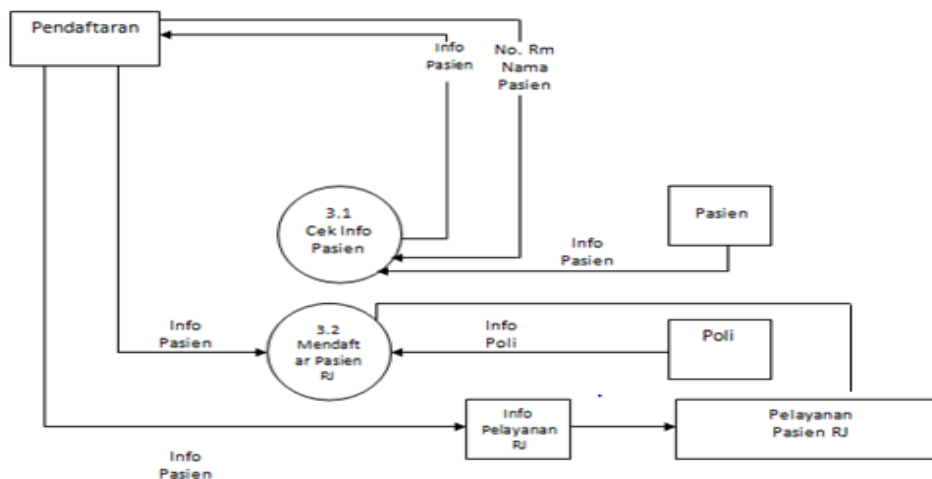 Pendaftaran
Info
Pasien
No. Rm
Nama
Pasien
3.1
Cek Info
Pasien
Pasien
Info
Pasien
3.2
Mendaft
ar Pasien
RJ
Info
Pasien
Info
Poli
Poli
Info
Pelayanan
RJ
Pelayanan
Pasien RJ
Info
Pasien